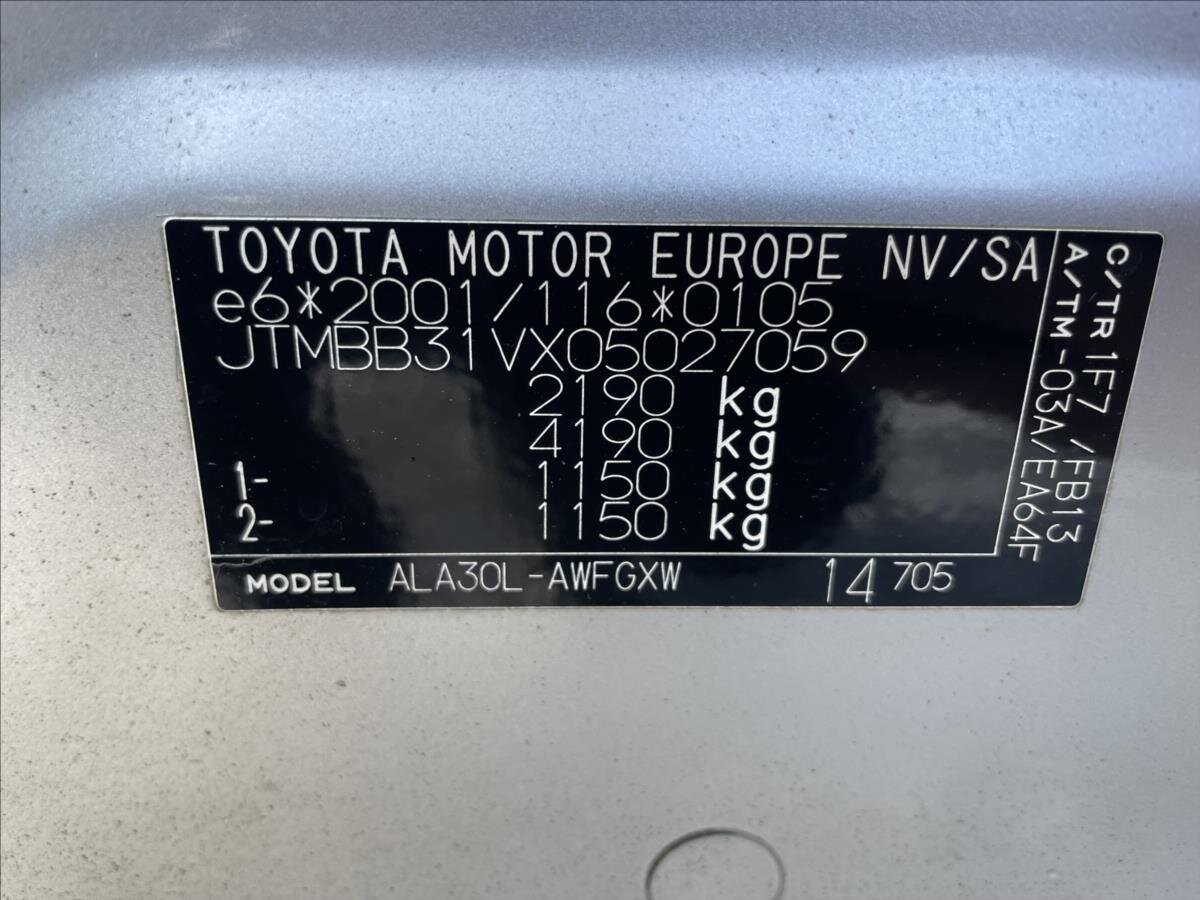 TOYOTA MOTOR EUROPE NV/SA
e6*2001/116*0105
JTMBB31VX05027059
2190 kg
4190 kg
1- 1150 kg
2- 1150 kg
C/TR 1F7 /FB13
A/TM -03A/EA64F
MODEL ALA30L-AWFGXW 14 705